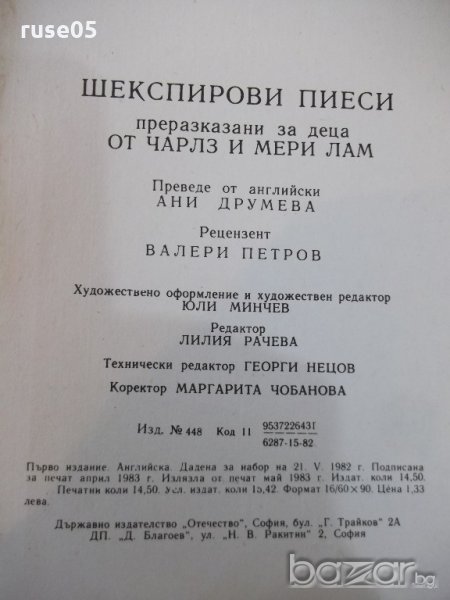 ruse05
ШЕКСПИРОВИ ПИЕСИ
преразказани за деца
ОТ ЧАРЛЗ И МЕРИ ЛАМ
Преведе от английски
АНИ ДРУМЕВА
Рецензент
ВАЛЕРИ ПЕТРОВ
Художествено оформление и художествен редактор
ЮЛИ МИНЧЕВ
Редактор
ЛИЛИЯ РАЧЕВА
Технически редактор ГЕОРГИ НЕЦОВ
Коректор МАРГАРИТА ЧОБАНОВА
Изд. № 448 Код 11 9537226431
6287-15-82
Първо издание. Английска. Дадена за набор на 21. V. 1982 г. Подписана
за печат април 1983 г. Излязла от печат май 1983 г. Издат. коли 14,50.
Печатни коли 14,50. Усл. издат. коли 15,42. Формат 16/60×90. Цена 1,33
лева.
Държавно издателство „Отечество", София, бул. „Г. Трайков" 2А
ДП. „Д. Благоев", ул. „Н. В. Ракитин" 2, София
bazar.bg